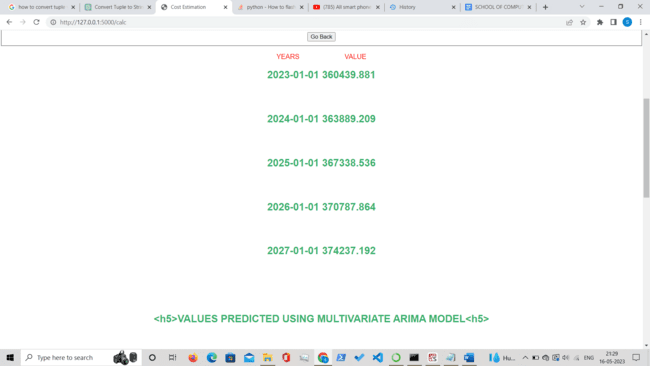 how to convert tuple
Convert Tuple to Strin
Cost Estimation
python - How to flas
(783) All smart phone
History
SCHOOL OF COMPU
http://127.0.0.1:5000/calc
S
Go Back
YEARS VALUE
2023-01-01 360439.881
2024-01-01 363889.209
2025-01-01 367338.536
2026-01-01 370787.864
2027-01-01 374237.192
<h5>VALUES PREDICTED USING MULTIVARIATE ARIMA MODEL<h5>
Type here to search
Hu...
ENG
21:29
16-05-2023